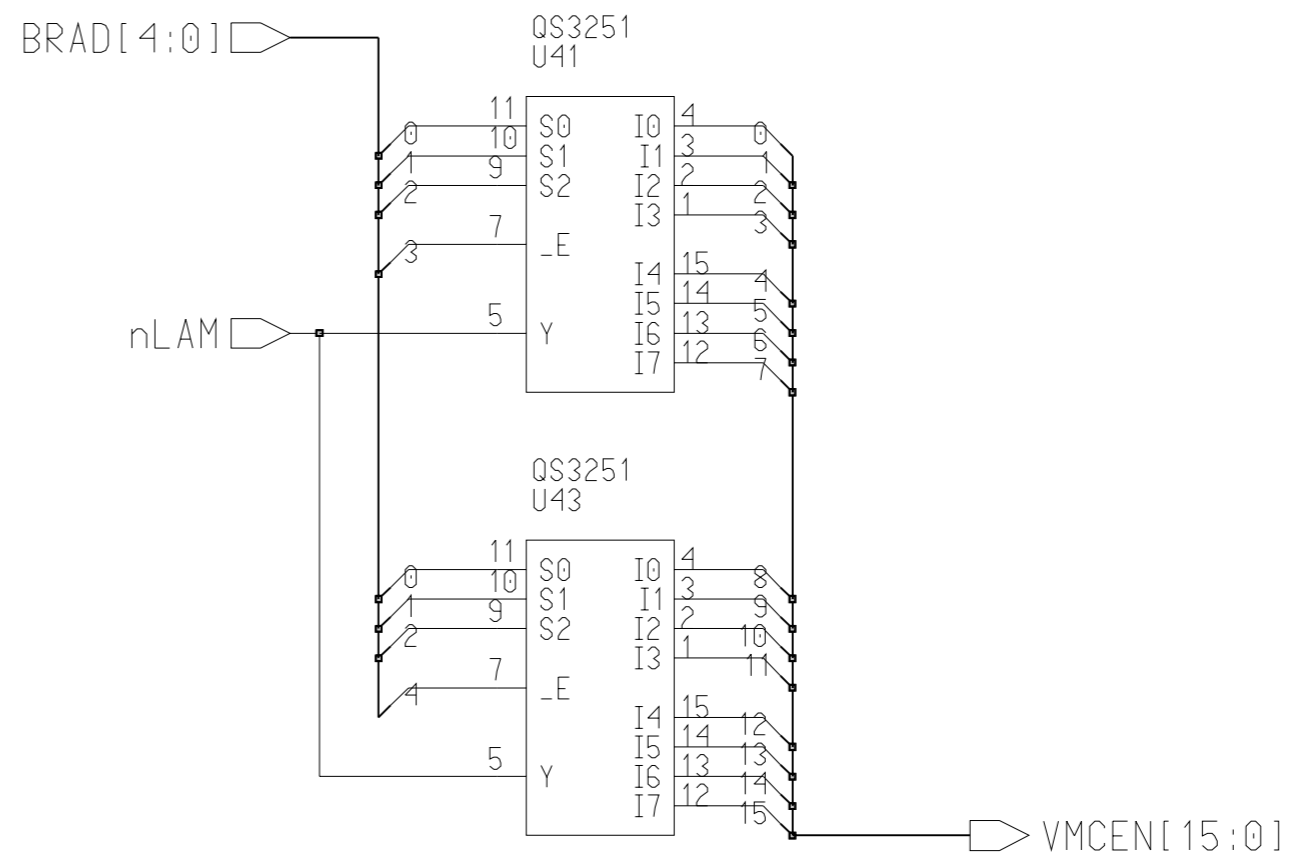 BRAD[4:0]
QS3251
U41
11 S0 I0 4 0
0 10 S1 I1 3 1
1 9 S2 I2 2 2
2 I3 1 3
3 7 _E
I4 15 4
I5 14 5
nLAM 5 Y I6 13 6
I7 12 7
QS3251
U43
11 S0 I0 4 8
0 10 S1 I1 3 9
1 9 S2 I2 2 10
2 I3 1 11
4 7 _E
I4 15 12
I5 14 13
5 Y I6 13 14
I7 12 15
VMCEN[15:0]